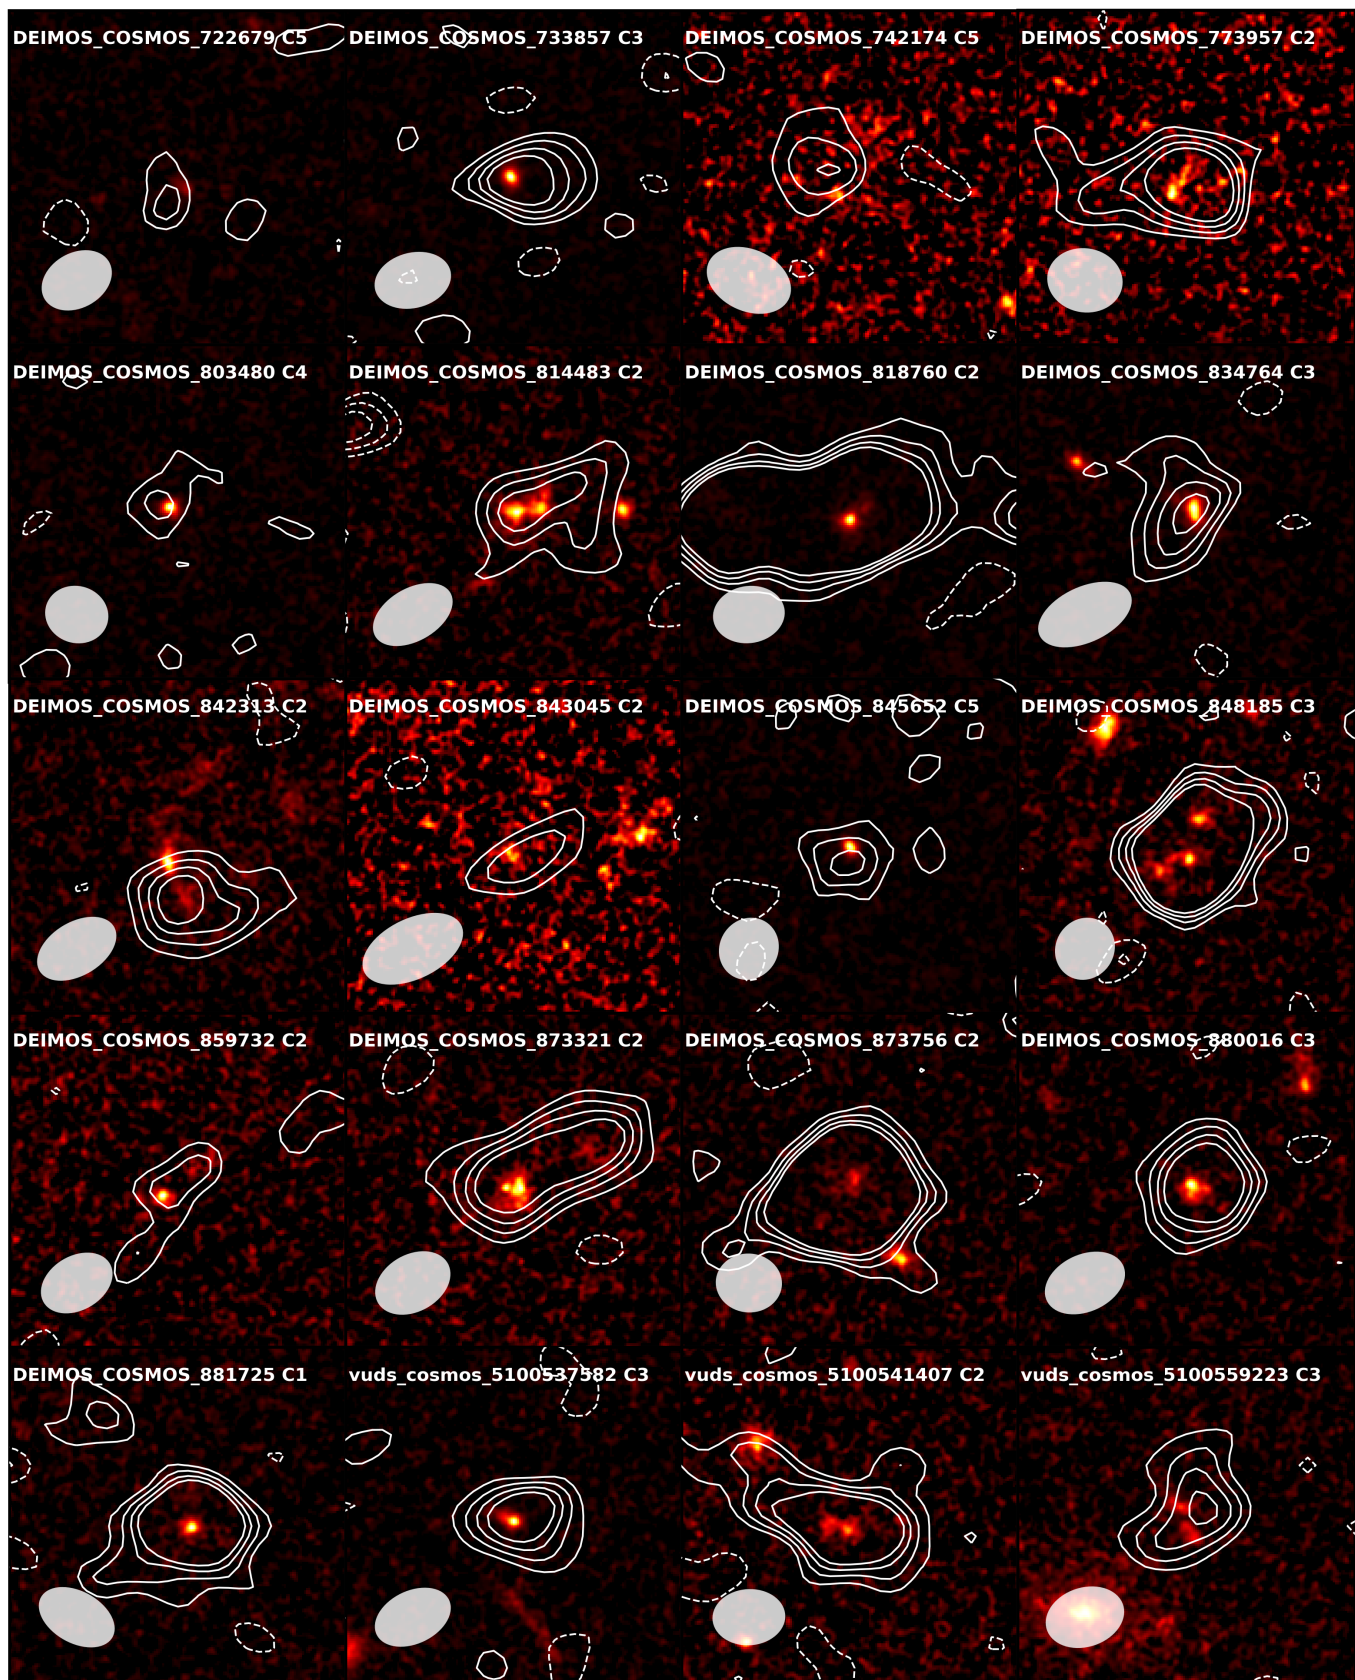 DEIMOS_COSMOS_722679 C5
DEIMOS_COSMOS_733857 C3
DEIMOS_COSMOS_742174 C5
DEIMOS_COSMOS_773957 C2
DEIMOS_COSMOS_803480 C4
DEIMOS_COSMOS_814483 C2
DEIMOS_COSMOS_818760 C2
DEIMOS_COSMOS_834764 C3
DEIMOS_COSMOS_842313 C2
DEIMOS_COSMOS_843045 C2
DEIMOS_COSMOS_845652 C5
DEIMOS_COSMOS_848185 C3
DEIMOS_COSMOS_859732 C2
DEIMOS_COSMOS_873321 C2
DEIMOS_COSMOS_873756 C2
DEIMOS_COSMOS_880016 C3
DEIMOS_COSMOS_881725 C1
vuds_cosmos_5100537582 C3
vuds_cosmos_5100541407 C2
vuds_cosmos_5100559223 C3